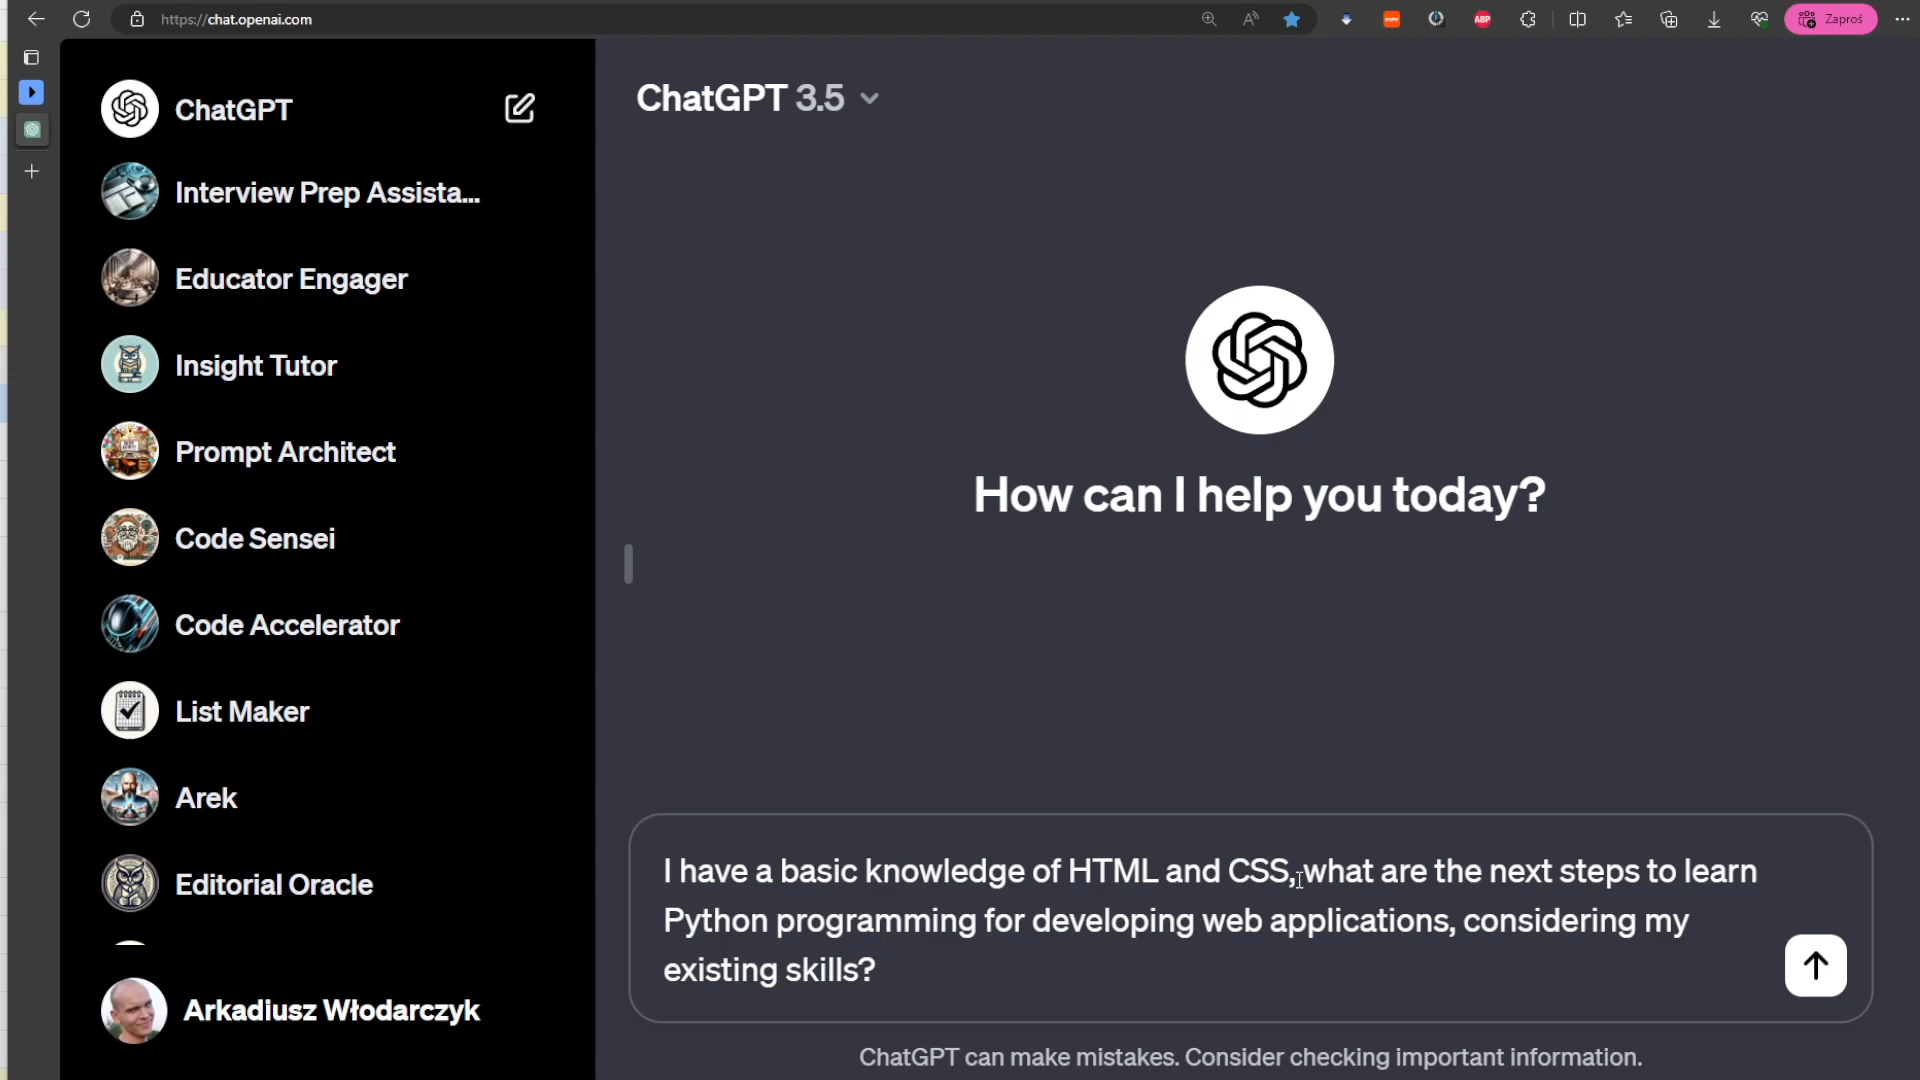 https://chat.openai.com
ABP
Zaproś
ChatGPT
Interview Prep Assista...
Educator Engager
Insight Tutor
Prompt Architect
Code Sensei
Code Accelerator
List Maker
Arek
Editorial Oracle
Arkadiusz Włodarczyk
ChatGPT 3.5
How can I help you today?
I have a basic knowledge of HTML and CSS, what are the next steps to learn
Python programming for developing web applications, considering my
existing skills?
ChatGPT can make mistakes. Consider checking important information.